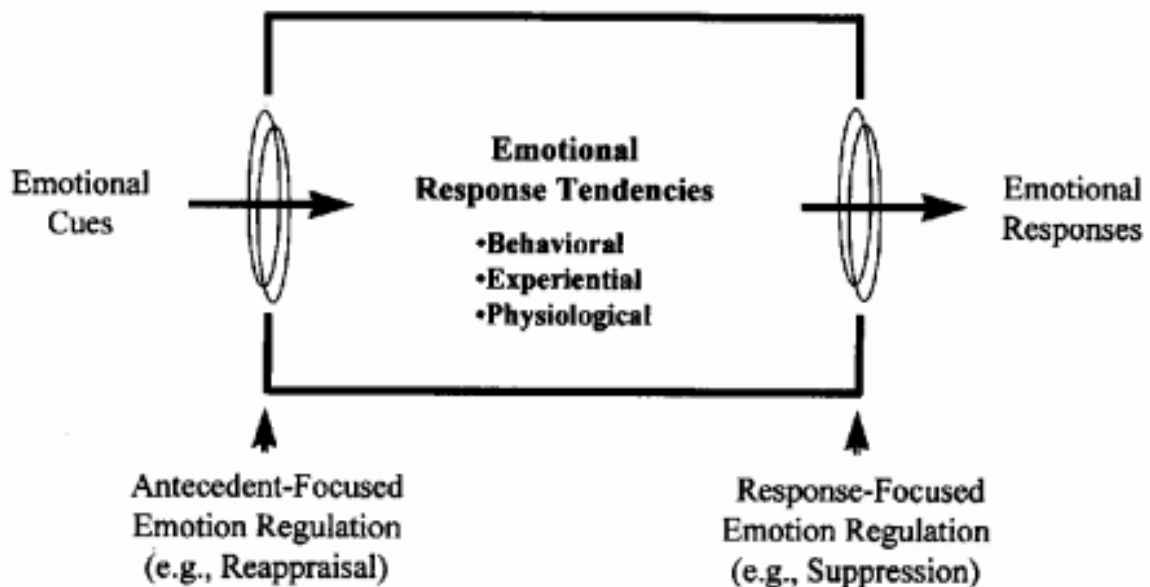 Emotional
Cues
Emotional
Response Tendencies
•Behavioral
•Experiential
•Physiological
Emotional
Responses
Antecedent-Focused
Emotion Regulation
(e.g., Reappraisal)
Response-Focused
Emotion Regulation
(e.g., Suppression)